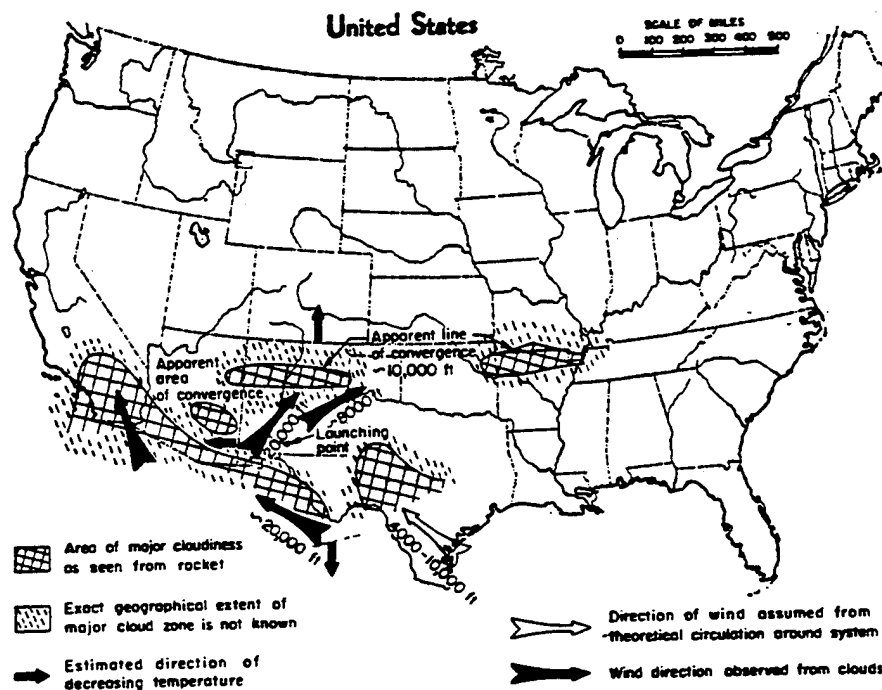 United States
SCALE OF MILES
0 100 200 300 400 500
Apparent line
of convergence
~10,000 ft
Apparent
area
of convergence
~8000 ft
Launching
point
~20,000 ft
4000-10,000 ft
Area of major cloudiness
as seen from rocket
Exact geographical extent of
major cloud zone is not known
Estimated direction of
decreasing temperature
Direction of wind assumed from
theoretical circulation around system
Wind direction observed from clouds